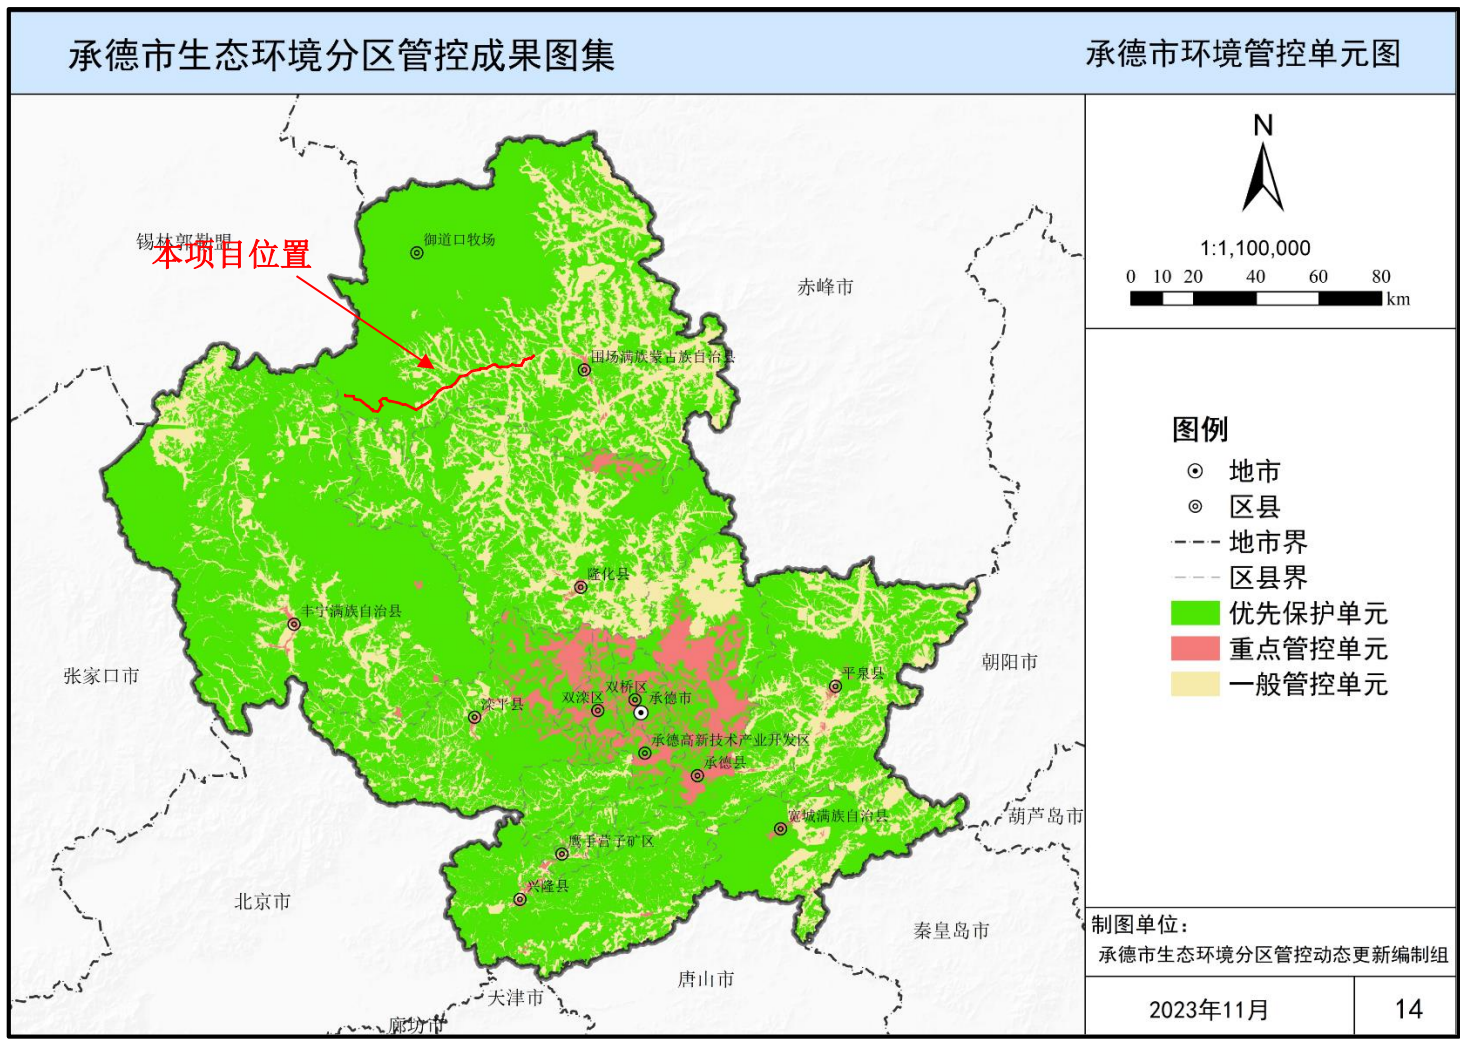 承德市生态环境分区管控成果图集
承德市环境管控单元图
N
1:1,100,000
0 10 20 40 60 80
km
锡林郭勒盟
本项目位置
御道口牧场
赤峰市
围场满族蒙古族自治县
隆化县
丰宁满族自治县
张家口市
朝阳市
平泉县
双桥区
双滦区
承德市
滦平县
承德高新技术产业开发区
承德县
宽城满族自治县
葫芦岛市
鹰手营子矿区
兴隆县
北京市
秦皇岛市
唐山市
天津市
廊坊市
图例
地市
区县
地市界
区县界
优先保护单元
重点管控单元
一般管控单元
制图单位：
承德市生态环境分区管控动态更新编制组
2023年11月
14